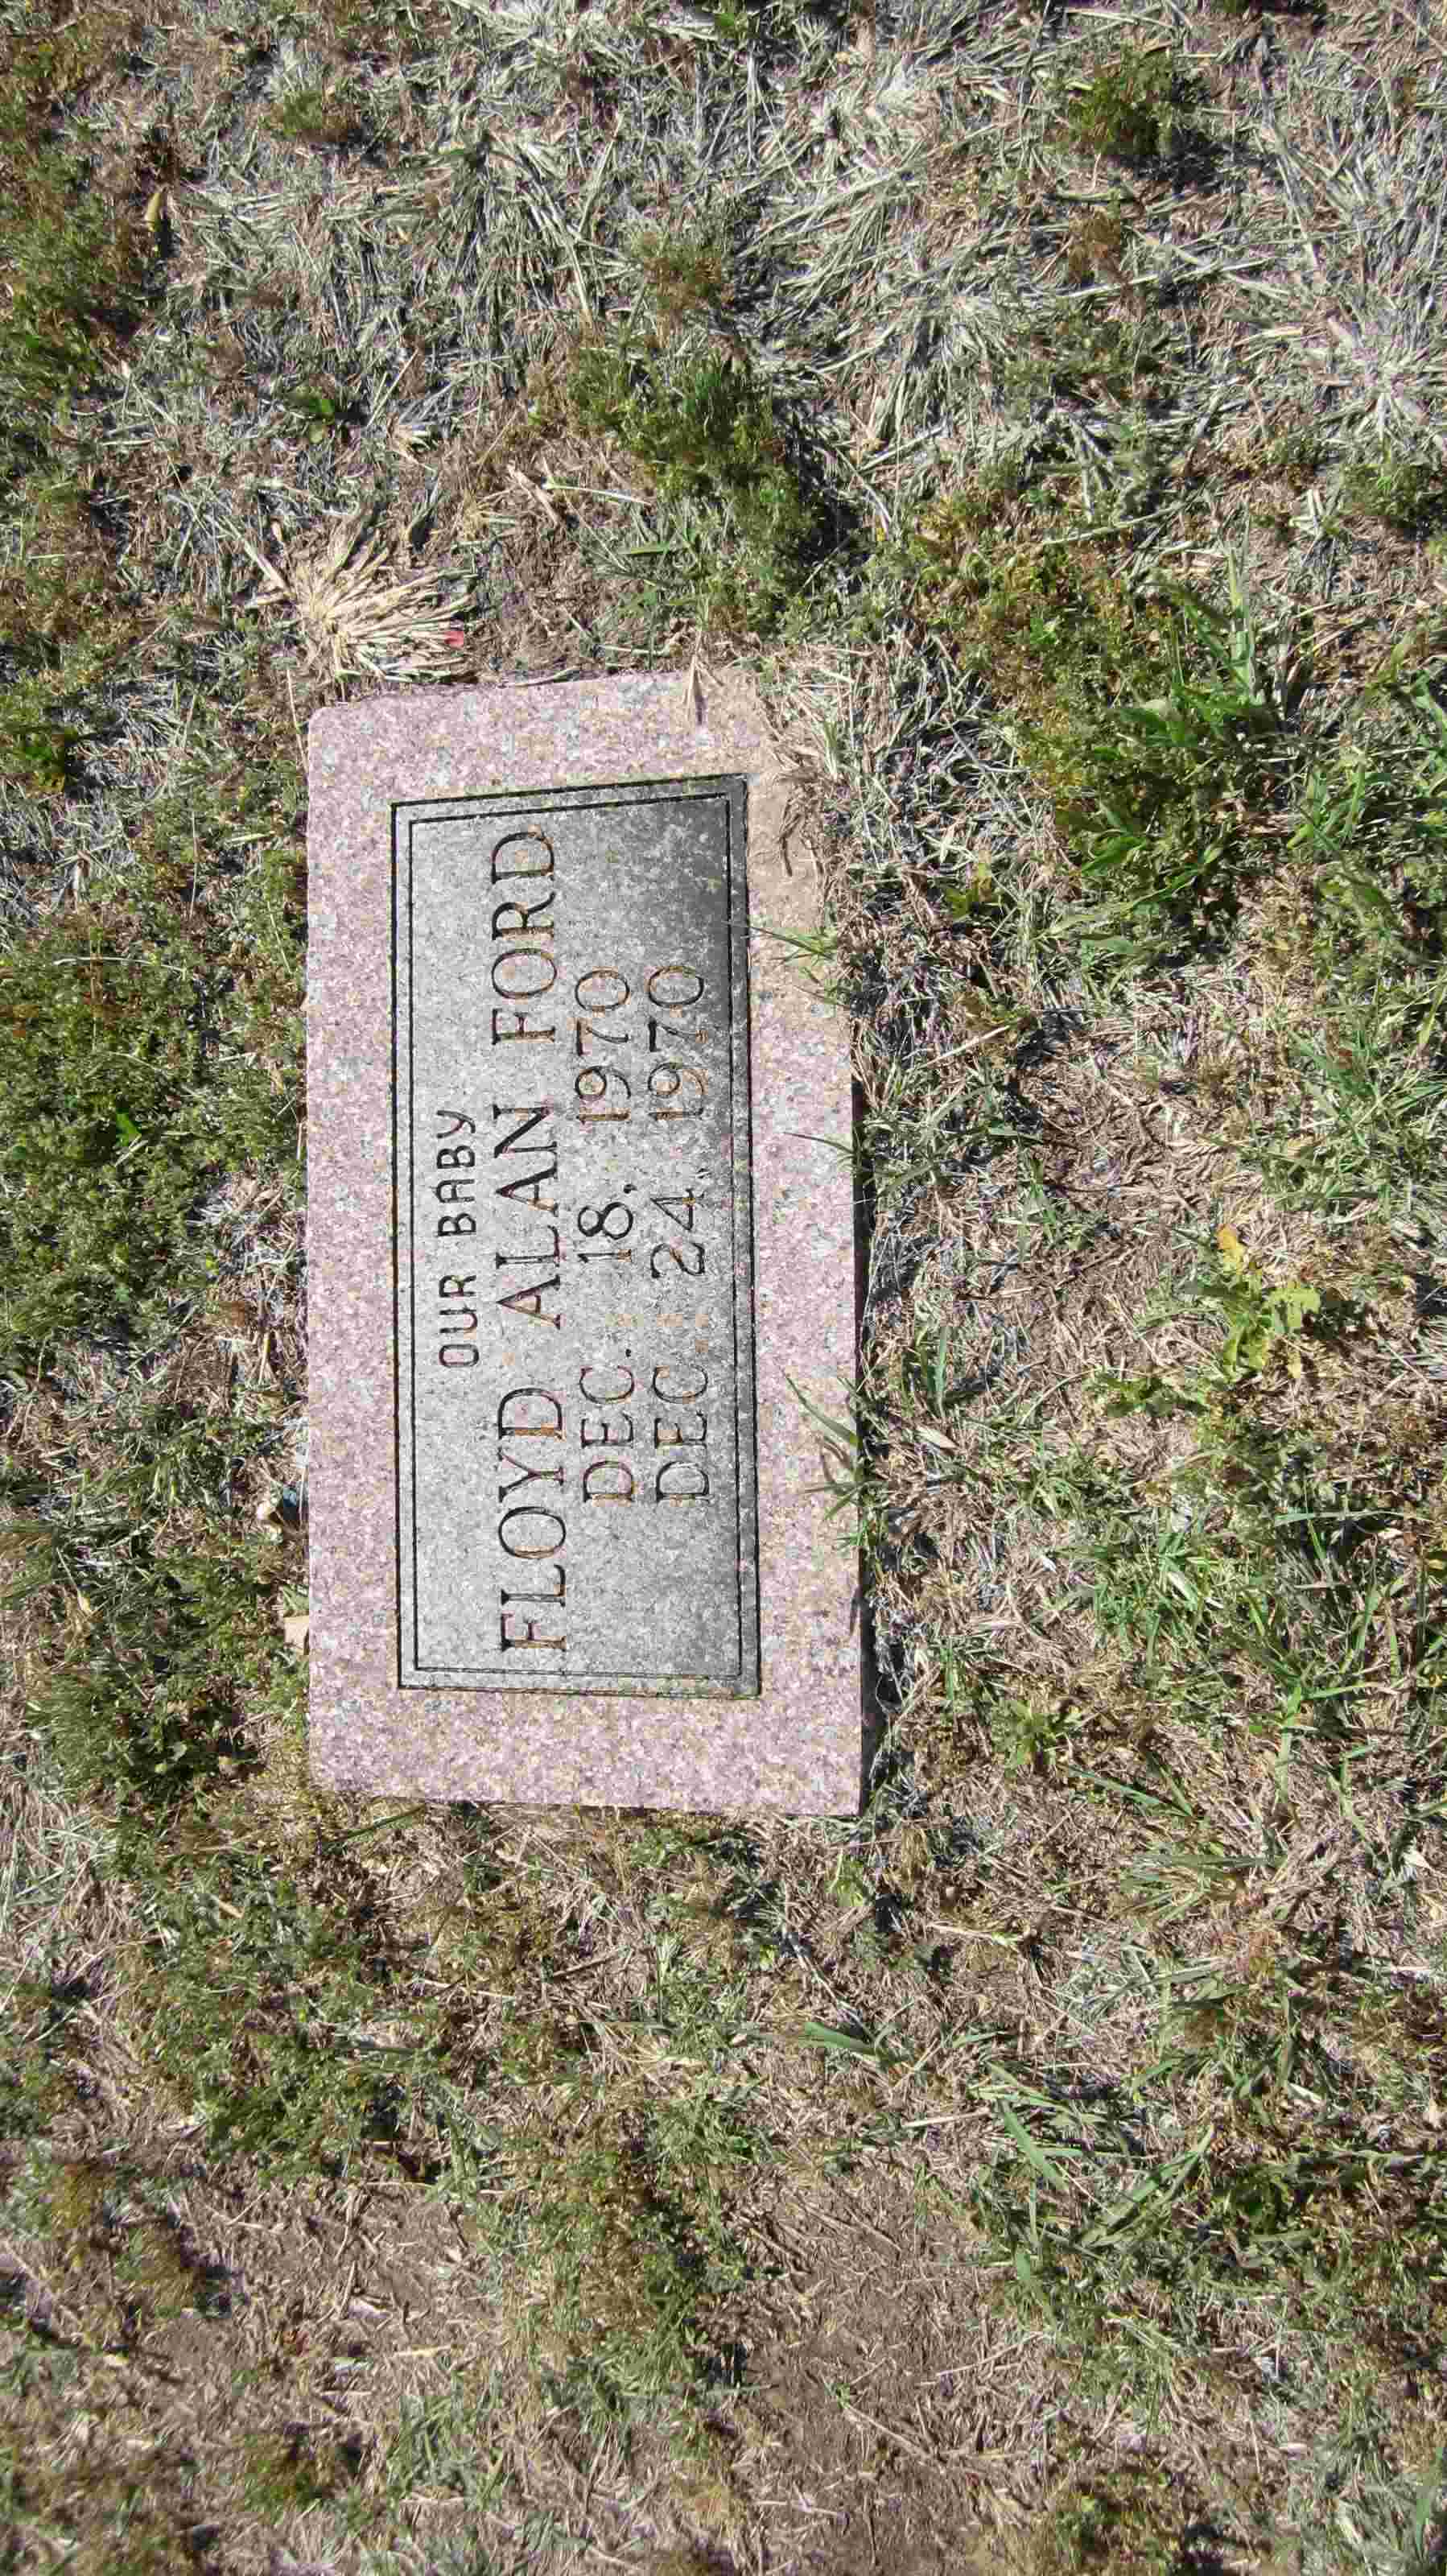 OUR BABY
FLOYD ALAN FORD
DEC. 18, 1970
DEC. 24, 1970